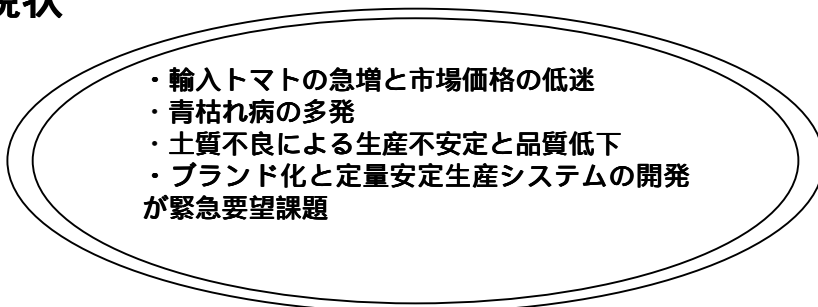 現状
・輸入トマトの急増と市場価格の低迷
・青枯れ病の多発
・土質不良による生産不安定と品質低下
・ブランド化と定量安定生産システムの開発
が緊急要望課題